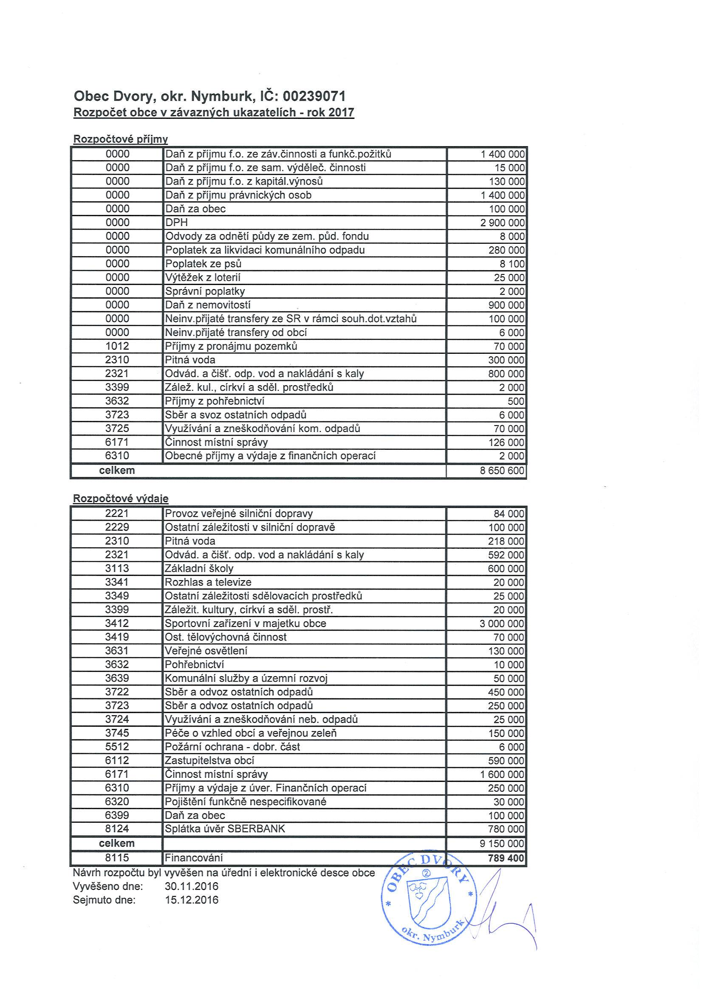 Obec Dvory, okr. Nymburk, IČ: 00239071
Rozpočet obce v závazných ukazatelích - rok 2017
Rozpočtové příjmy
0000 Daň z příjmu f.o. ze záv.činnosti a funkč.požitků 1 400 000
0000 Daň z příjmu f.o. ze sam. výděleč. činnosti 15 000
0000 Daň z příjmu f.o. z kapitál.výnosů 130 000
0000 Daň z příjmu právnických osob 1 400 000
0000 Daň za obec 100 000
0000 DPH 2 900 000
0000 Odvody za odnětí půdy ze zem. půd. fondu 8 000
0000 Poplatek za likvidaci komunálního odpadu 280 000
0000 Poplatek ze psů 8 100
0000 Výtěžek z loterií 25 000
0000 Správní poplatky 2 000
0000 Daň z nemovitostí 900 000
0000 Neinv.přijaté transfery ze SR v rámci souh.dot.vztahů 100 000
0000 Neinv.přijaté transfery od obcí 6 000
1012 Příjmy z pronájmu pozemků 70 000
2310 Pitná voda 300 000
2321 Odvád. a čišť. odp. vod a nakládání s kaly 800 000
3399 Zálež. kul., církví a sděl. prostředků 2 000
3632 Příjmy z pohřebnictví 500
3723 Sběr a svoz ostatních odpadů 6 000
3725 Využívání a zneškodňování kom. odpadů 70 000
6171 Činnost místní správy 126 000
6310 Obecné příjmy a výdaje z finančních operací 2 000
celkem 8 650 600
Rozpočtové výdaje
2221 Provoz veřejné silniční dopravy 84 000
2229 Ostatní záležitosti v silniční dopravě 100 000
2310 Pitná voda 218 000
2321 Odvád. a čišť. odp. vod a nakládání s kaly 592 000
3113 Základní školy 600 000
3341 Rozhlas a televize 20 000
3349 Ostatní záležitosti sdělovacích prostředků 25 000
3399 Záležit. kultury, církví a sděl. prostř. 20 000
3412 Sportovní zařízení v majetku obce 3 000 000
3419 Ost. tělovýchovná činnost 70 000
3631 Veřejné osvětlení 130 000
3632 Pohřebnictví 10 000
3639 Komunální služby a územní rozvoj 50 000
3722 Sběr a odvoz ostatních odpadů 450 000
3723 Sběr a odvoz ostatních odpadů 250 000
3724 Využívání a zneškodňování neb. odpadů 25 000
3745 Péče o vzhled obcí a veřejnou zeleň 150 000
5512 Požární ochrana - dobr. část 6 000
6112 Zastupitelstva obcí 590 000
6171 Činnost místní správy 1 600 000
6310 Příjmy a výdaje z úver. Finančních operací 250 000
6320 Pojištění funkčně nespecifikované 30 000
6399 Daň za obec 100 000
8124 Splátka úvěr SBERBANK 780 000
celkem 9 150 000
8115 Financování 789 400
Návrh rozpočtu byl vyvěšen na úřední i elektronické desce obce
Vyvěšeno dne: 30.11.2016
Sejmuto dne: 15.12.2016
* OBEC DVORY *
2
okr. Nymburk